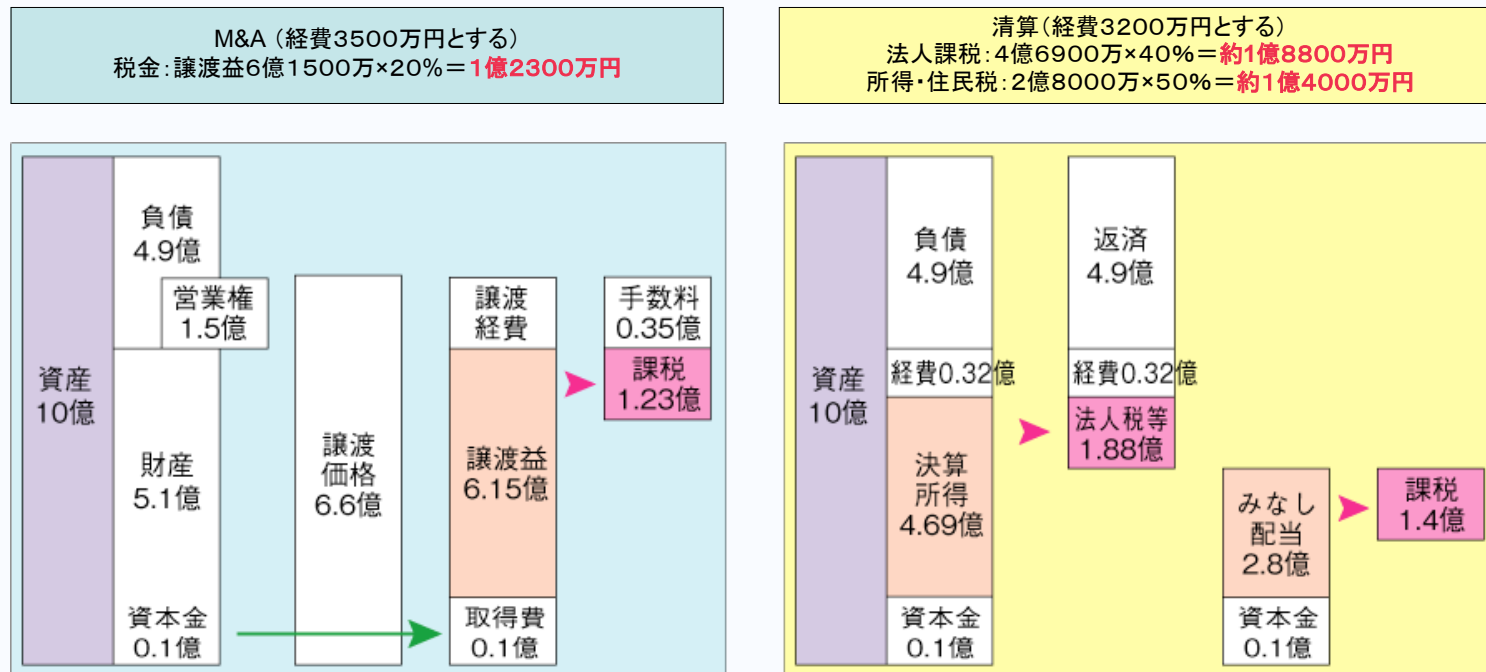 M&A（経費3500万円とする）
税金：譲渡益6億1500万×20％＝1億2300万円
清算（経費3200万円とする）
法人課税：4億6900万×40％＝約1億8800万円
所得・住民税：2億8000万×50％＝約1億4000万円
資産
10億
負債
4.9億
営業権
1.5億
財産
5.1億
資本金
0.1億
譲渡
価格
6.6億
譲渡
経費
譲渡益
6.15億
取得費
0.1億
手数料
0.35億
課税
1.23億
資産
10億
負債
4.9億
経費0.32億
決算
所得
4.69億
資本金
0.1億
返済
4.9億
経費0.32億
法人税等
1.88億
みなし
配当
2.8億
資本金
0.1億
課税
1.4億